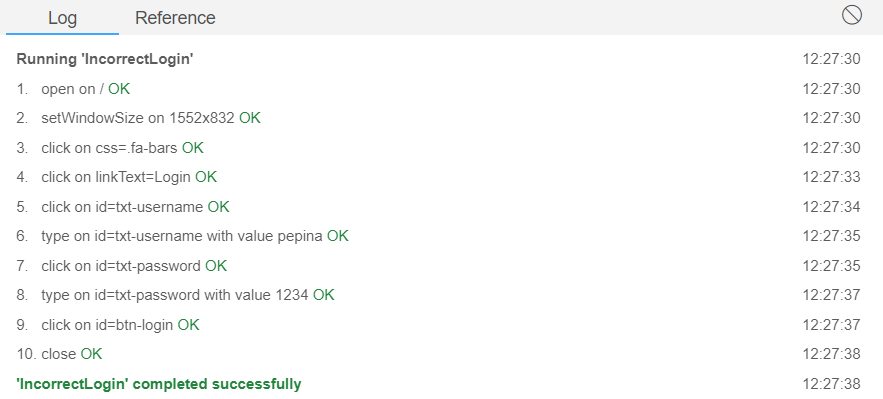 Log Reference
Running 'IncorrectLogin' 12:27:30
1. open on / OK 12:27:30
2. setWindowSize on 1552x832 OK 12:27:30
3. click on css=.fa-bars OK 12:27:30
4. click on linkText=Login OK 12:27:33
5. click on id=txt-username OK 12:27:34
6. type on id=txt-username with value pepina OK 12:27:35
7. click on id=txt-password OK 12:27:35
8. type on id=txt-password with value 1234 OK 12:27:37
9. click on id=btn-login OK 12:27:37
10. close OK 12:27:38
'IncorrectLogin' completed successfully 12:27:38